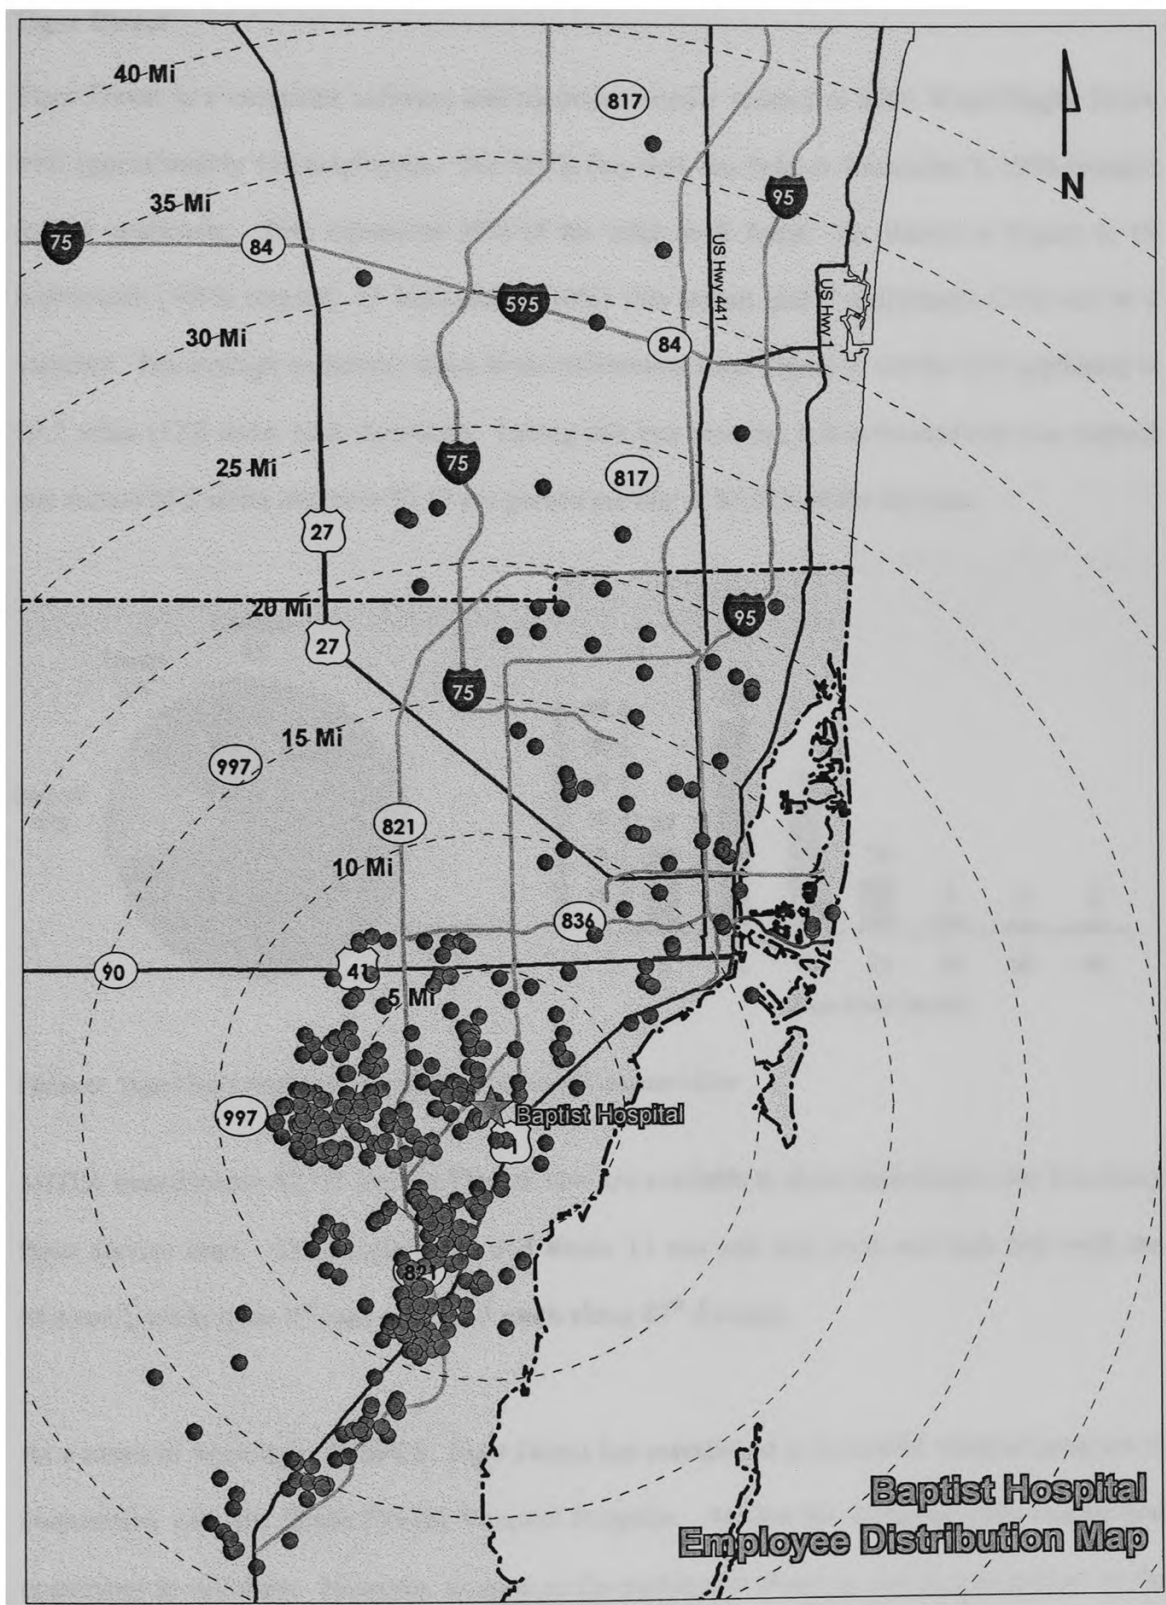 40 Mi
817
35 Mi
95
N
75
84
US Hwy 441
595
US Hwy 1
30 Mi
84
75
25 Mi
817
27
20 Mi
95
27
75
15 Mi
997
821
10 Mi
836
90
41
5 Mi
997
Baptist Hospital
1
821
Baptist Hospital
Employee Distribution Map